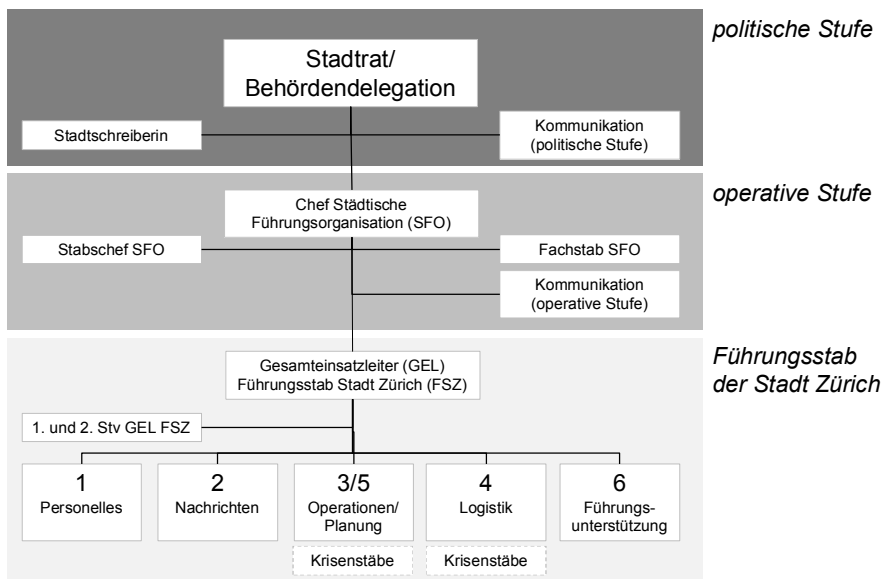 politische Stufe
Stadtrat/
Behördendelegation
Stadtschreiberin
Kommunikation
(politische Stufe)
operative Stufe
Chef Städtische
Führungsorganisation (SFO)
Stabschef SFO
Fachstab SFO
Kommunikation
(operative Stufe)
Führungsstab
der Stadt Zürich
Gesamteinsatzleiter (GEL)
Führungsstab Stadt Zürich (FSZ)
1. und 2. Stv GEL FSZ
1
Personelles
2
Nachrichten
3/5
Operationen/
Planung
4
Logistik
6
Führungs-
unterstützung
Krisenstäbe
Krisenstäbe